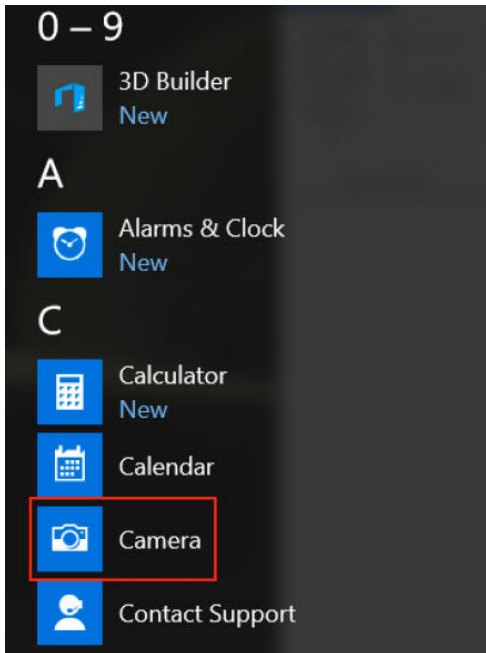 0 – 9
3D Builder
New
A
Alarms & Clock
New
C
Calculator
New
Calendar
Camera
Contact Support